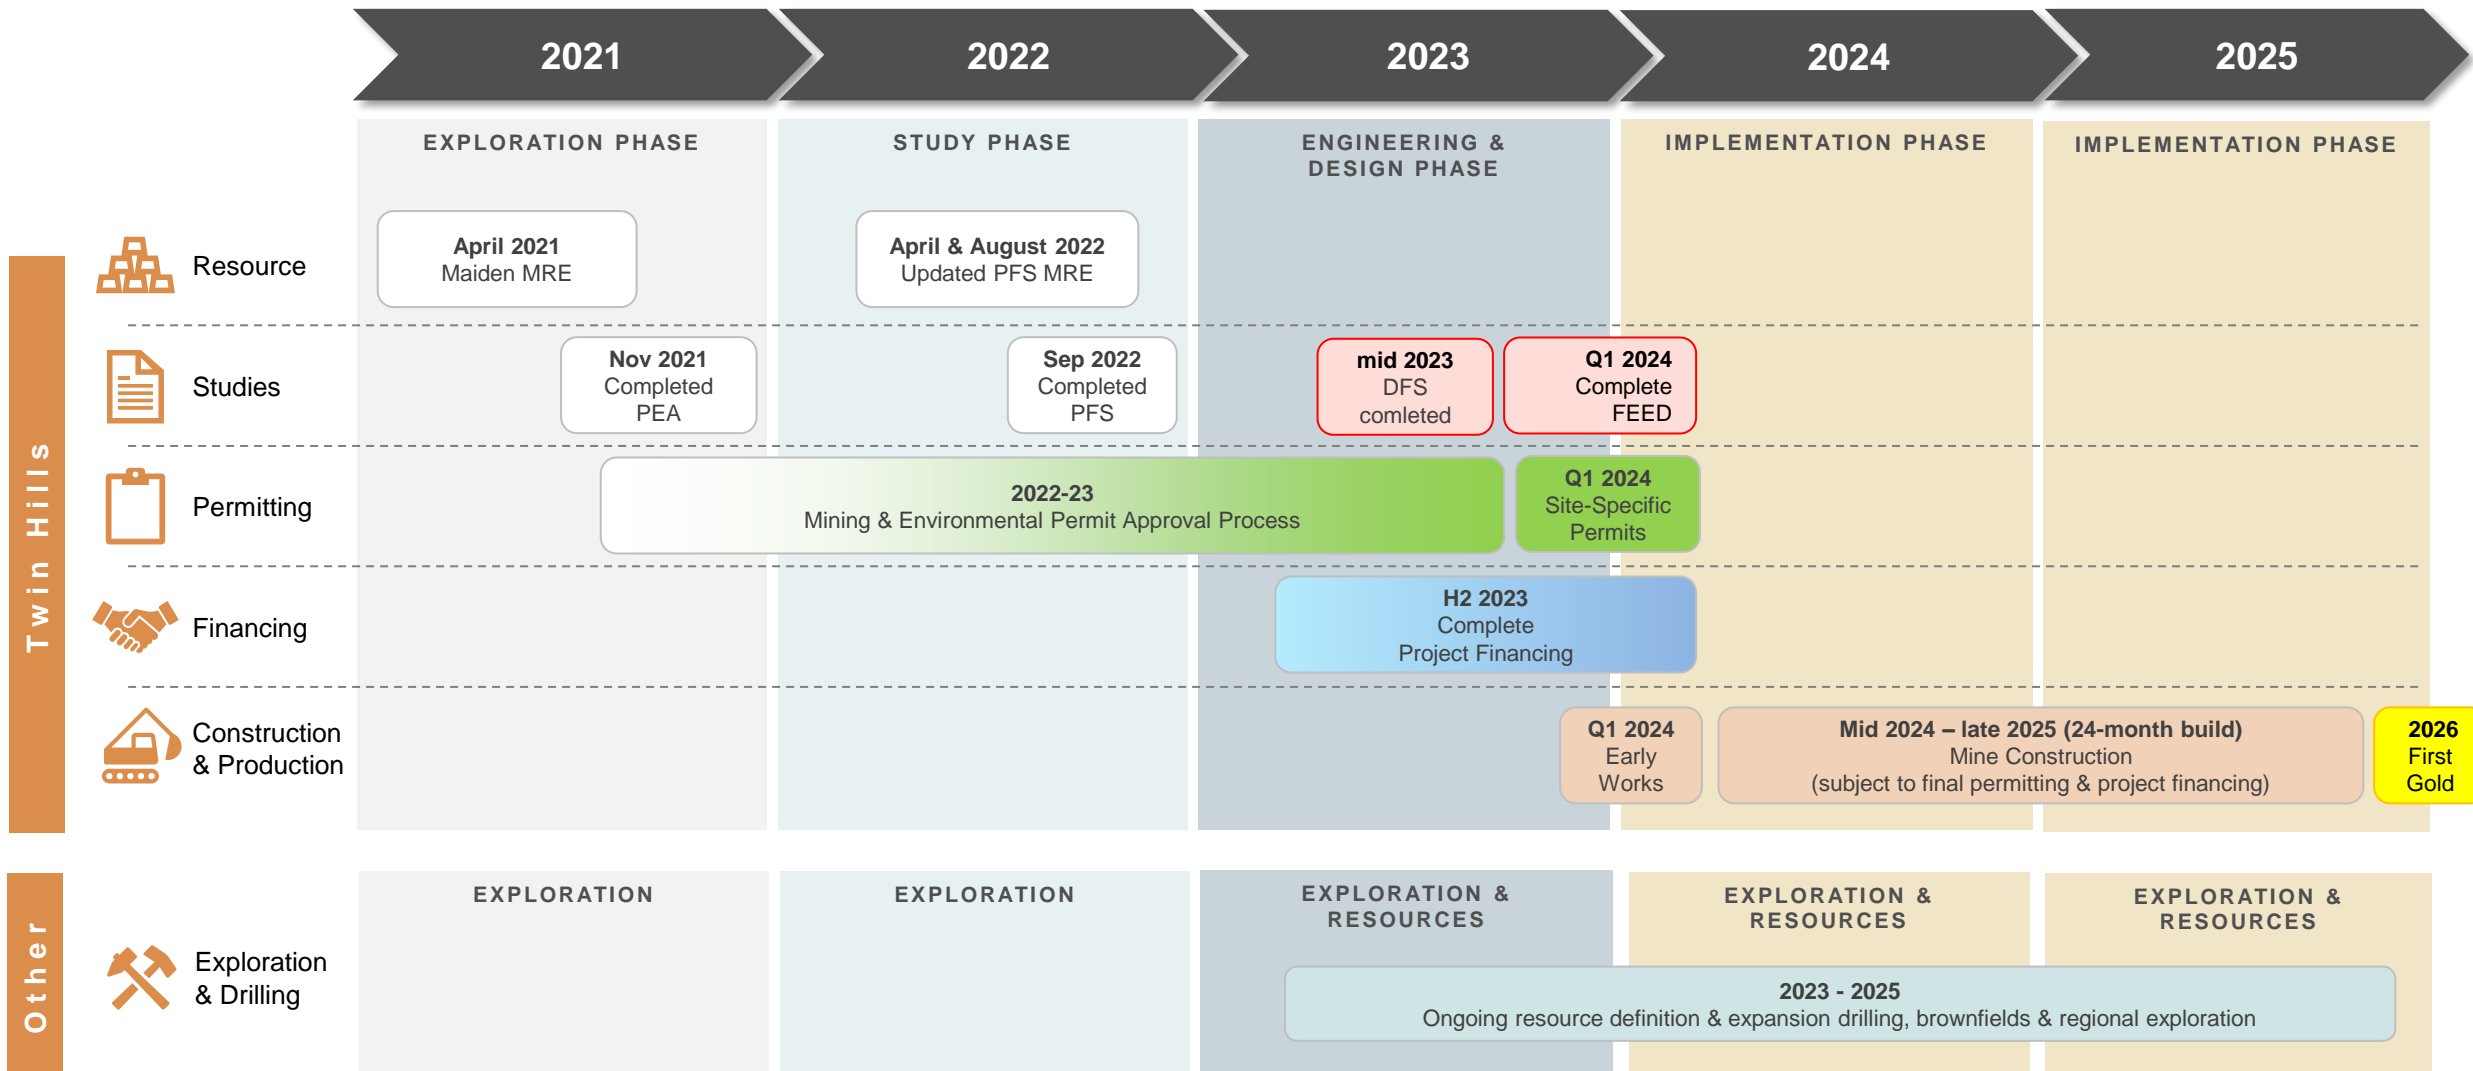 2021
2022
2023
2024
2025
EXPLORATION PHASE
STUDY PHASE
ENGINEERING &
DESIGN PHASE
IMPLEMENTATION PHASE
IMPLEMENTATION PHASE
Twin Hills
Resource
April 2021
Maiden MRE
April & August 2022
Updated PFS MRE
Studies
Nov 2021
Completed
PEA
Sep 2022
Completed
PFS
mid 2023
DFS
comleted
Q1 2024
Complete
FEED
Permitting
2022-23
Mining & Environmental Permit Approval Process
Q1 2024
Site-Specific
Permits
Financing
H2 2023
Complete
Project Financing
Construction
& Production
Q1 2024
Early
Works
Mid 2024 – late 2025 (24-month build)
Mine Construction
(subject to final permitting & project financing)
2026
First
Gold
Other
EXPLORATION
EXPLORATION
EXPLORATION &
RESOURCES
EXPLORATION &
RESOURCES
EXPLORATION &
RESOURCES
Exploration
& Drilling
2023 - 2025
Ongoing resource definition & expansion drilling, brownfields & regional exploration